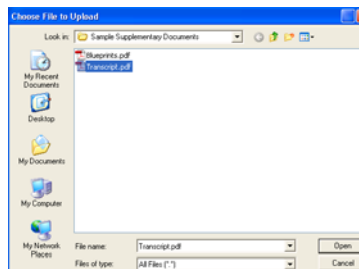 Choose File to Upload
Look in: Sample Supplementary Documents
Blueprints.pdf
Transcript.pdf
My Recent
Documents
Desktop
My Documents
My Computer
My Network
Places
File name: Transcript.pdf Open
Files of type: All Files (*.*) Cancel